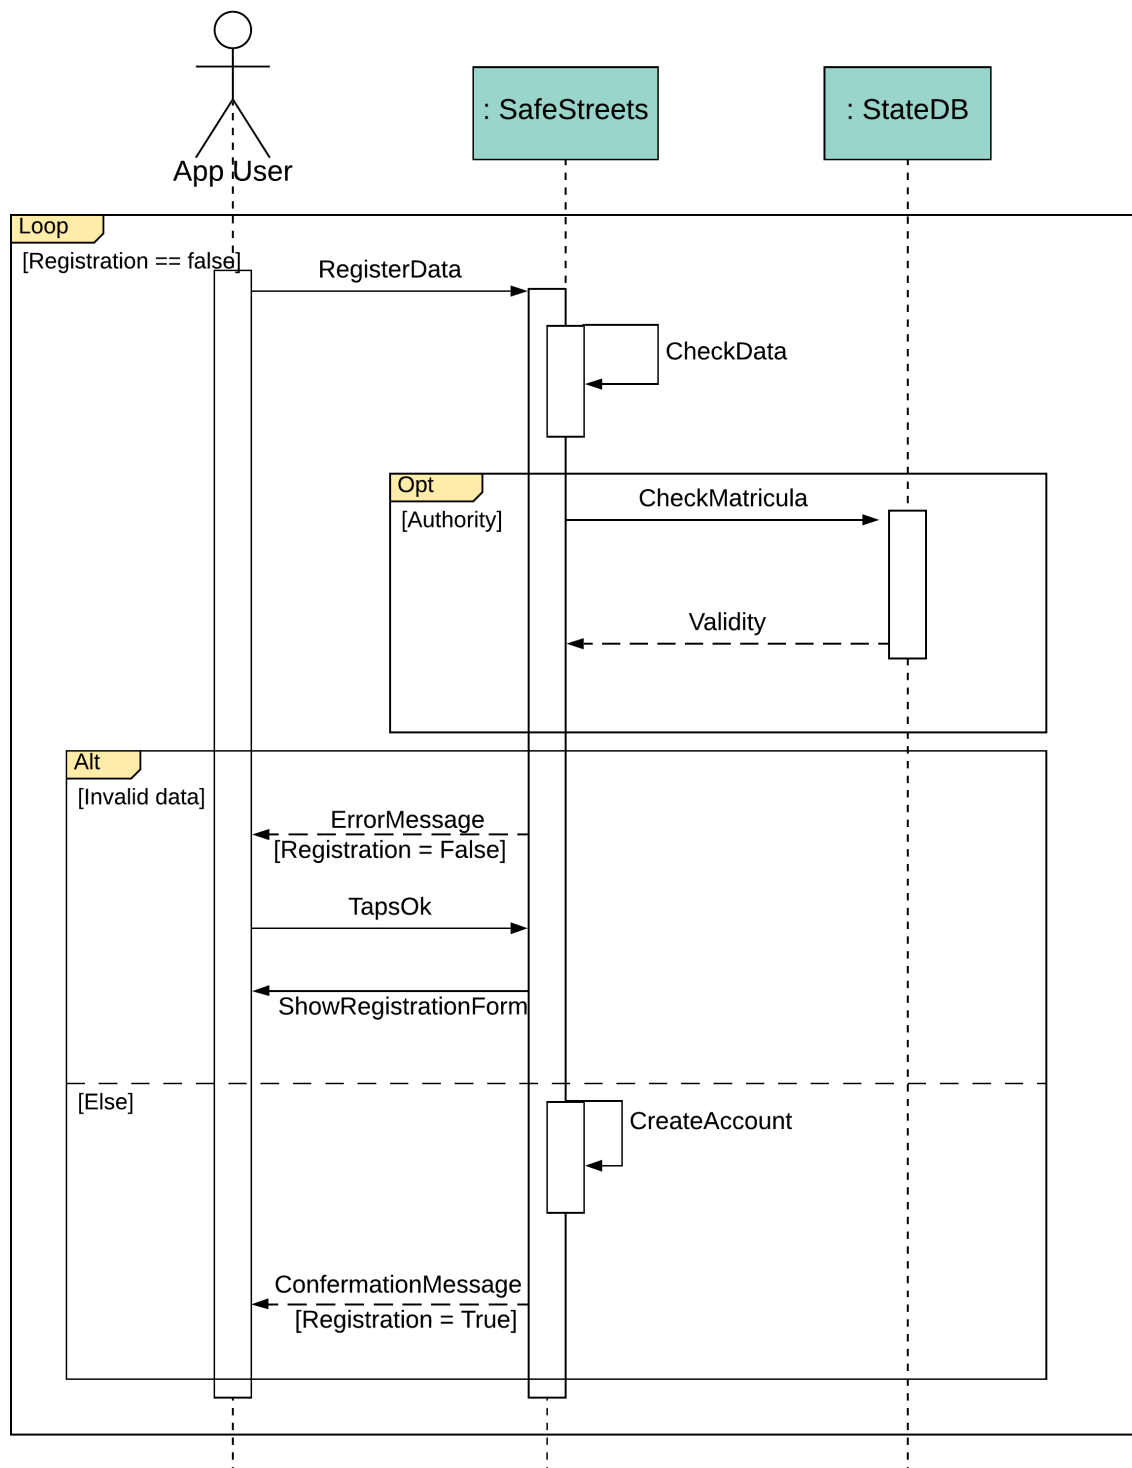 App User
: SafeStreets
: StateDB
Loop
[Registration == false]
RegisterData
CheckData
Opt
[Authority]
CheckMatricula
Validity
Alt
[Invalid data]
ErrorMessage
[Registration = False]
TapsOk
ShowRegistrationForm
[Else]
CreateAccount
ConfermationMessage
[Registration = True]